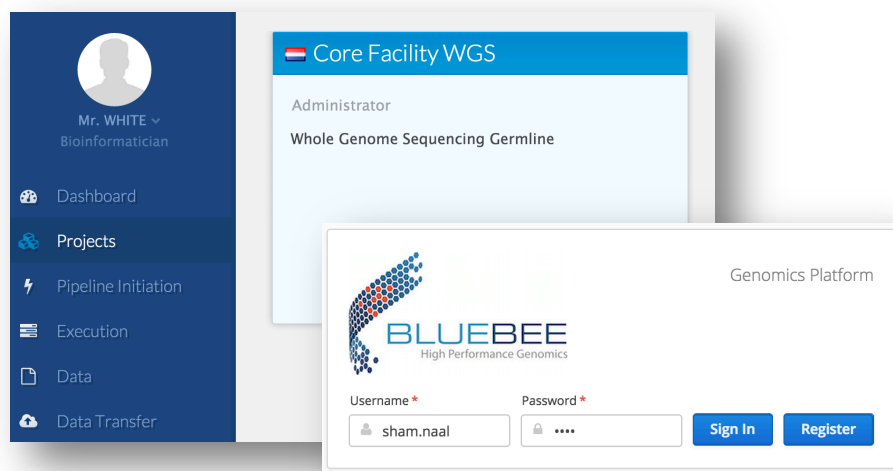 Mr. WHITE
Bioinformatician
Dashboard
Projects
Pipeline Initiation
Execution
Data
Data Transfer
Core Facility WGS
Administrator
Whole Genome Sequencing Germline
Genomics Platform
BLUEBEE
High Performance Genomics
Username *
Password *
sham.naal
••••
Sign In
Register